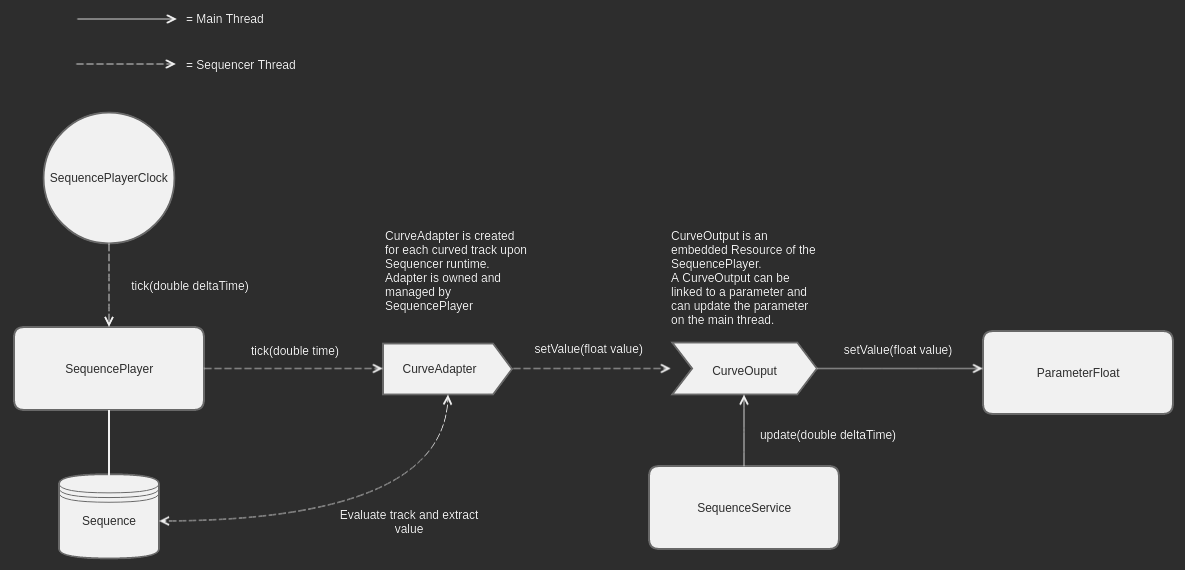 = Main Thread
= Sequencer Thread
SequencePlayerClock
tick(double deltaTime)
CurveAdapter is created
for each curved track upon
Sequencer runtime.
Adapter is owned and
managed by
SequencePlayer
CurveOutput is an
embedded Resource of the
SequencePlayer.
A CurveOutput can be
linked to a parameter and
can update the parameter
on the main thread.
SequencePlayer
tick(double time)
CurveAdapter
setValue(float value)
CurveOuput
setValue(float value)
ParameterFloat
update(double deltaTime)
Sequence
Evaluate track and extract
value
SequenceService